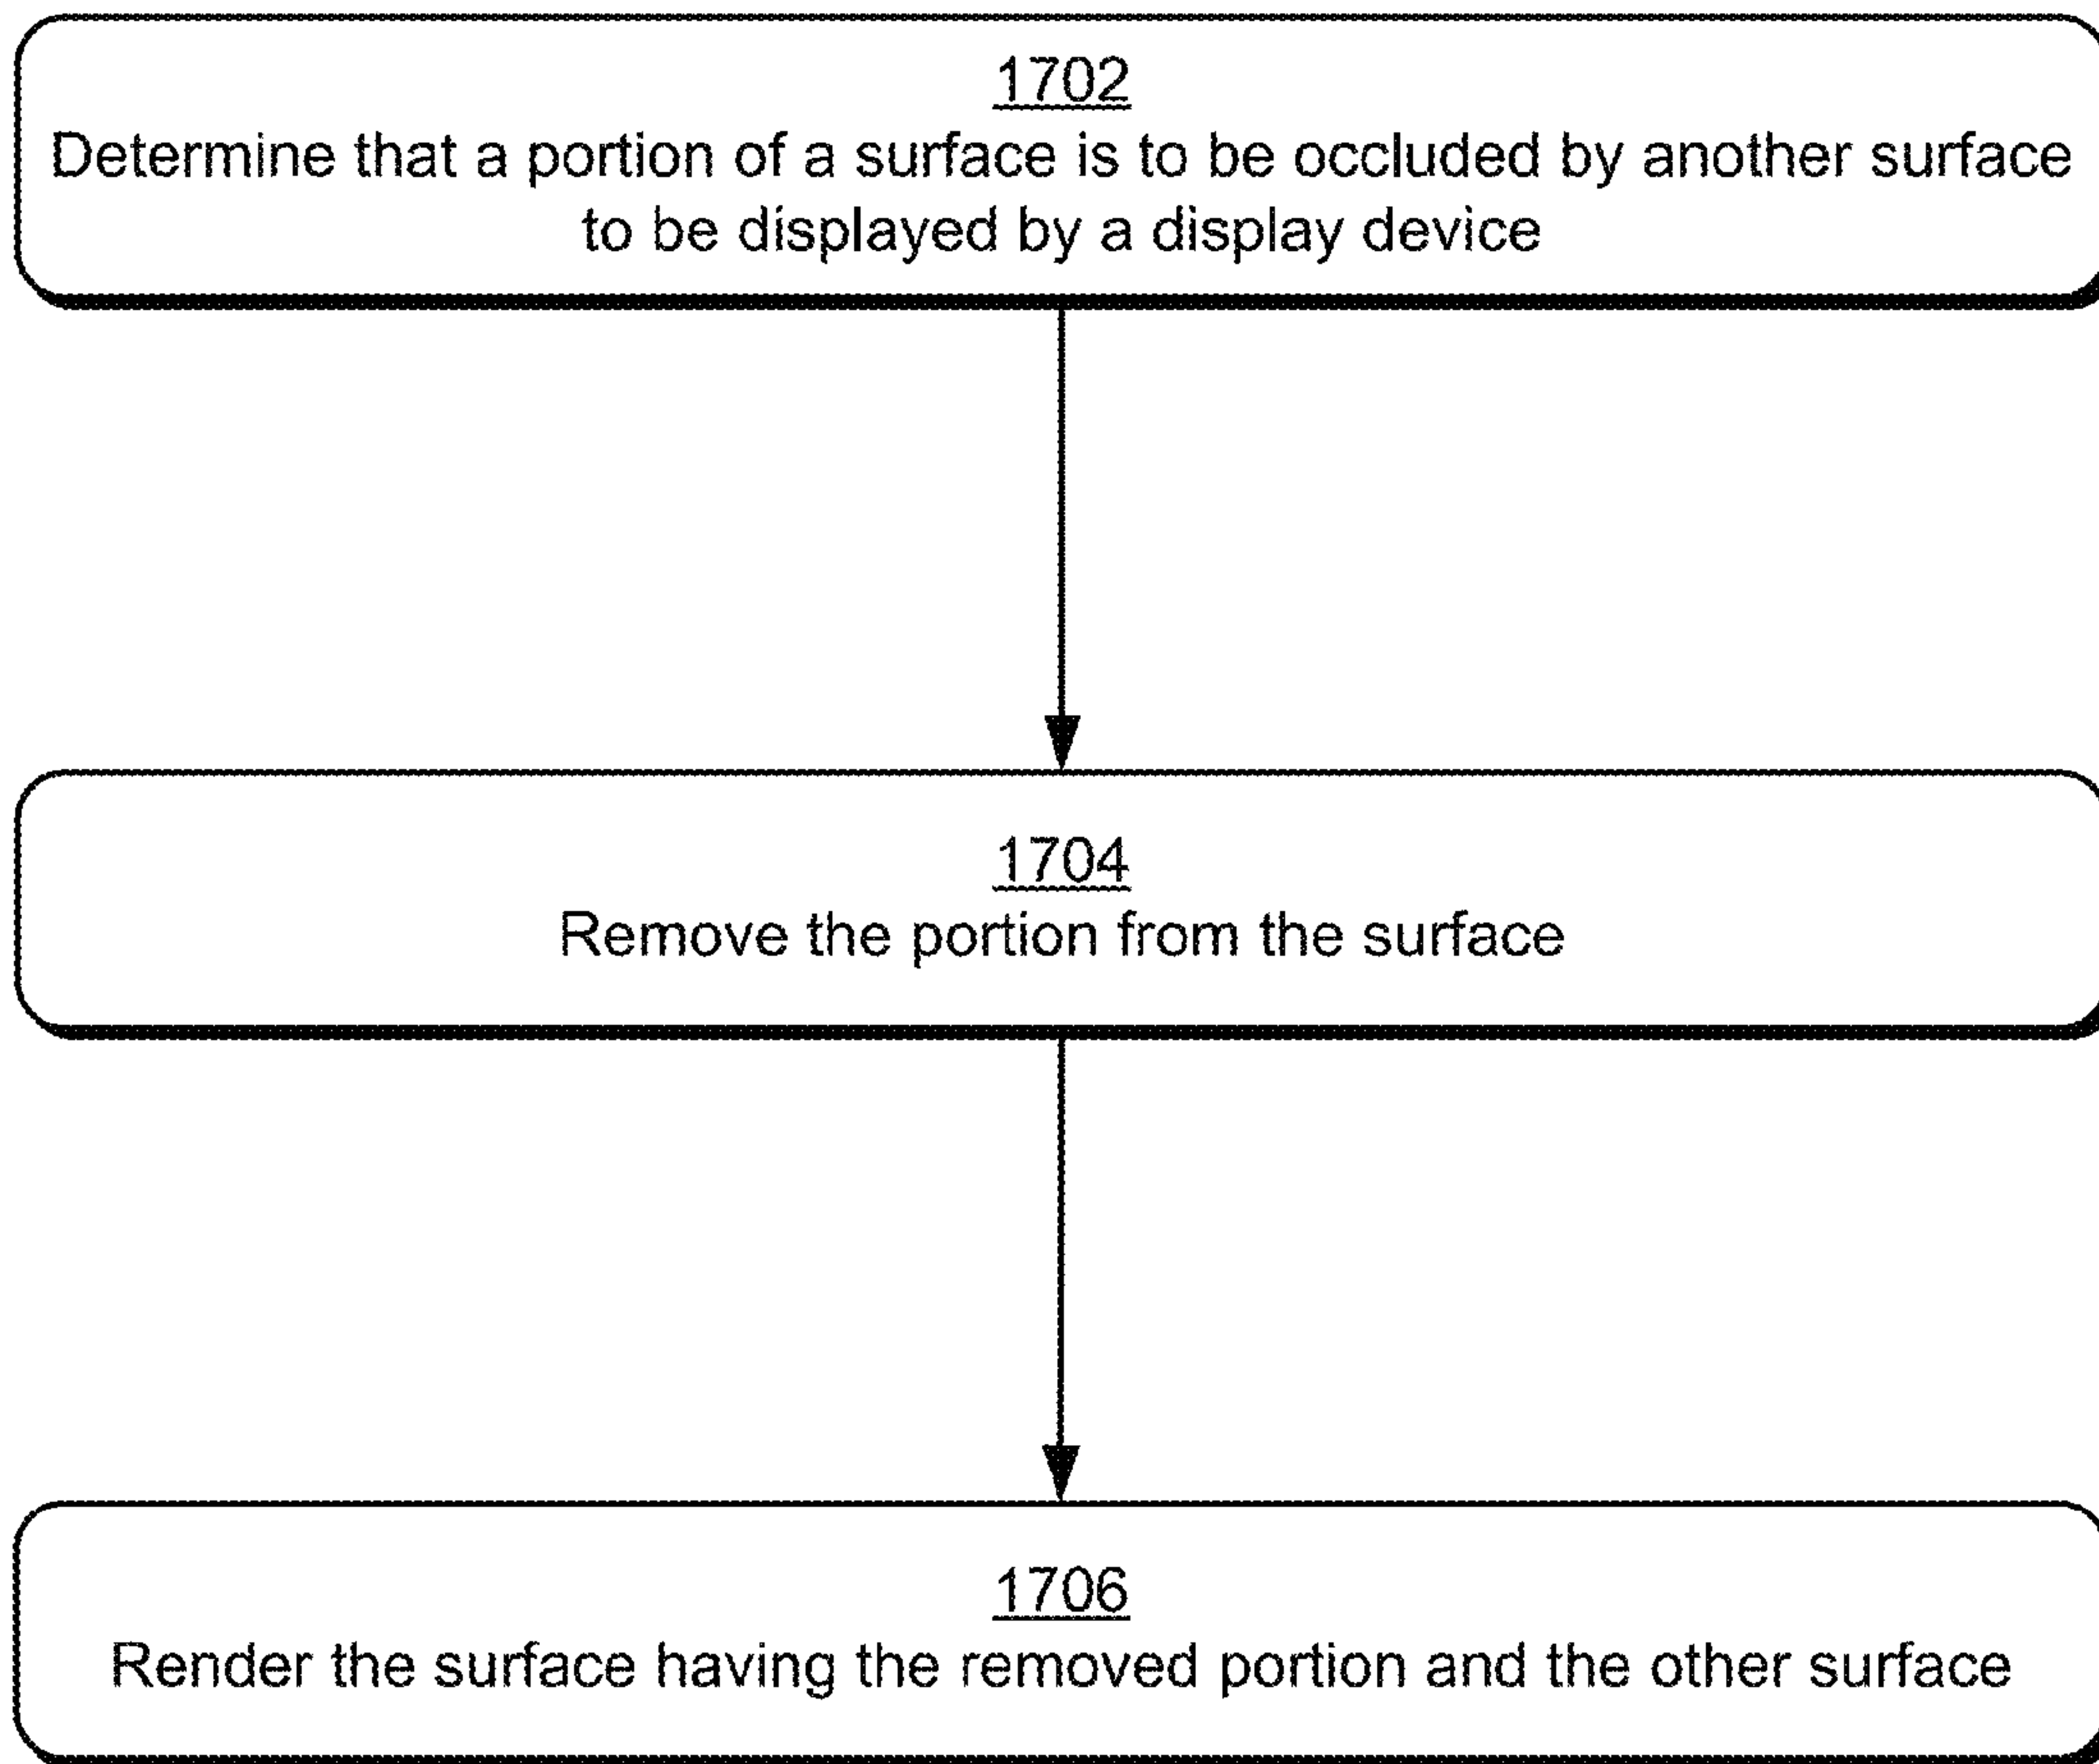 1702
Determine that a portion of a surface is to be occluded by another surface
to be displayed by a display device
1704
Remove the portion from the surface
1706
Render the surface having the removed portion and the other surface